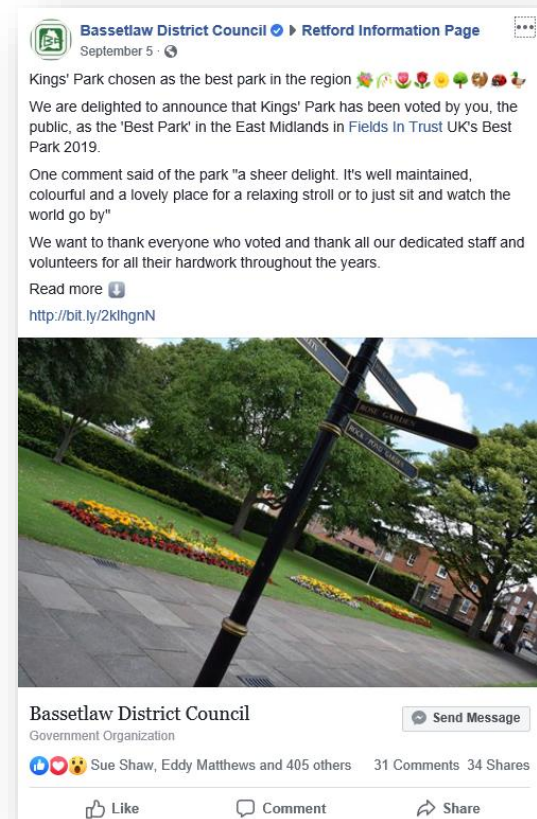 Bassetlaw District Council ▶ Retford Information Page
September 5 ·
Kings' Park chosen as the best park in the region 💐🎋🌷🌹🌼🌳🦃🐞🦆
We are delighted to announce that Kings' Park has been voted by you, the
public, as the 'Best Park' in the East Midlands in Fields In Trust UK's Best
Park 2019.
One comment said of the park "a sheer delight. It's well maintained,
colourful and a lovely place for a relaxing stroll or to just sit and watch the
world go by"
We want to thank everyone who voted and thank all our dedicated staff and
volunteers for all their hardwork throughout the years.
Read more ⬇
http://bit.ly/2klhgnN
ROSE GARDEN
ROCK - POND GARDEN
Bassetlaw District Council
Send Message
Government Organization
Sue Shaw, Eddy Matthews and 405 others 31 Comments 34 Shares
Like Comment Share